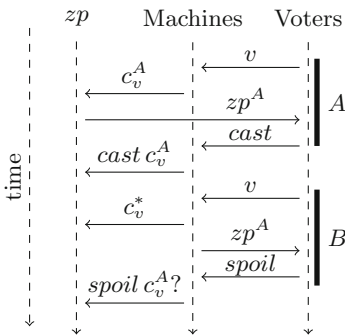 zp Machines Voters
v
c_v^A
zp^A A
cast
cast c_v^A
time
v
c_v^*
zp^A B
spoil
spoil c_v^A?